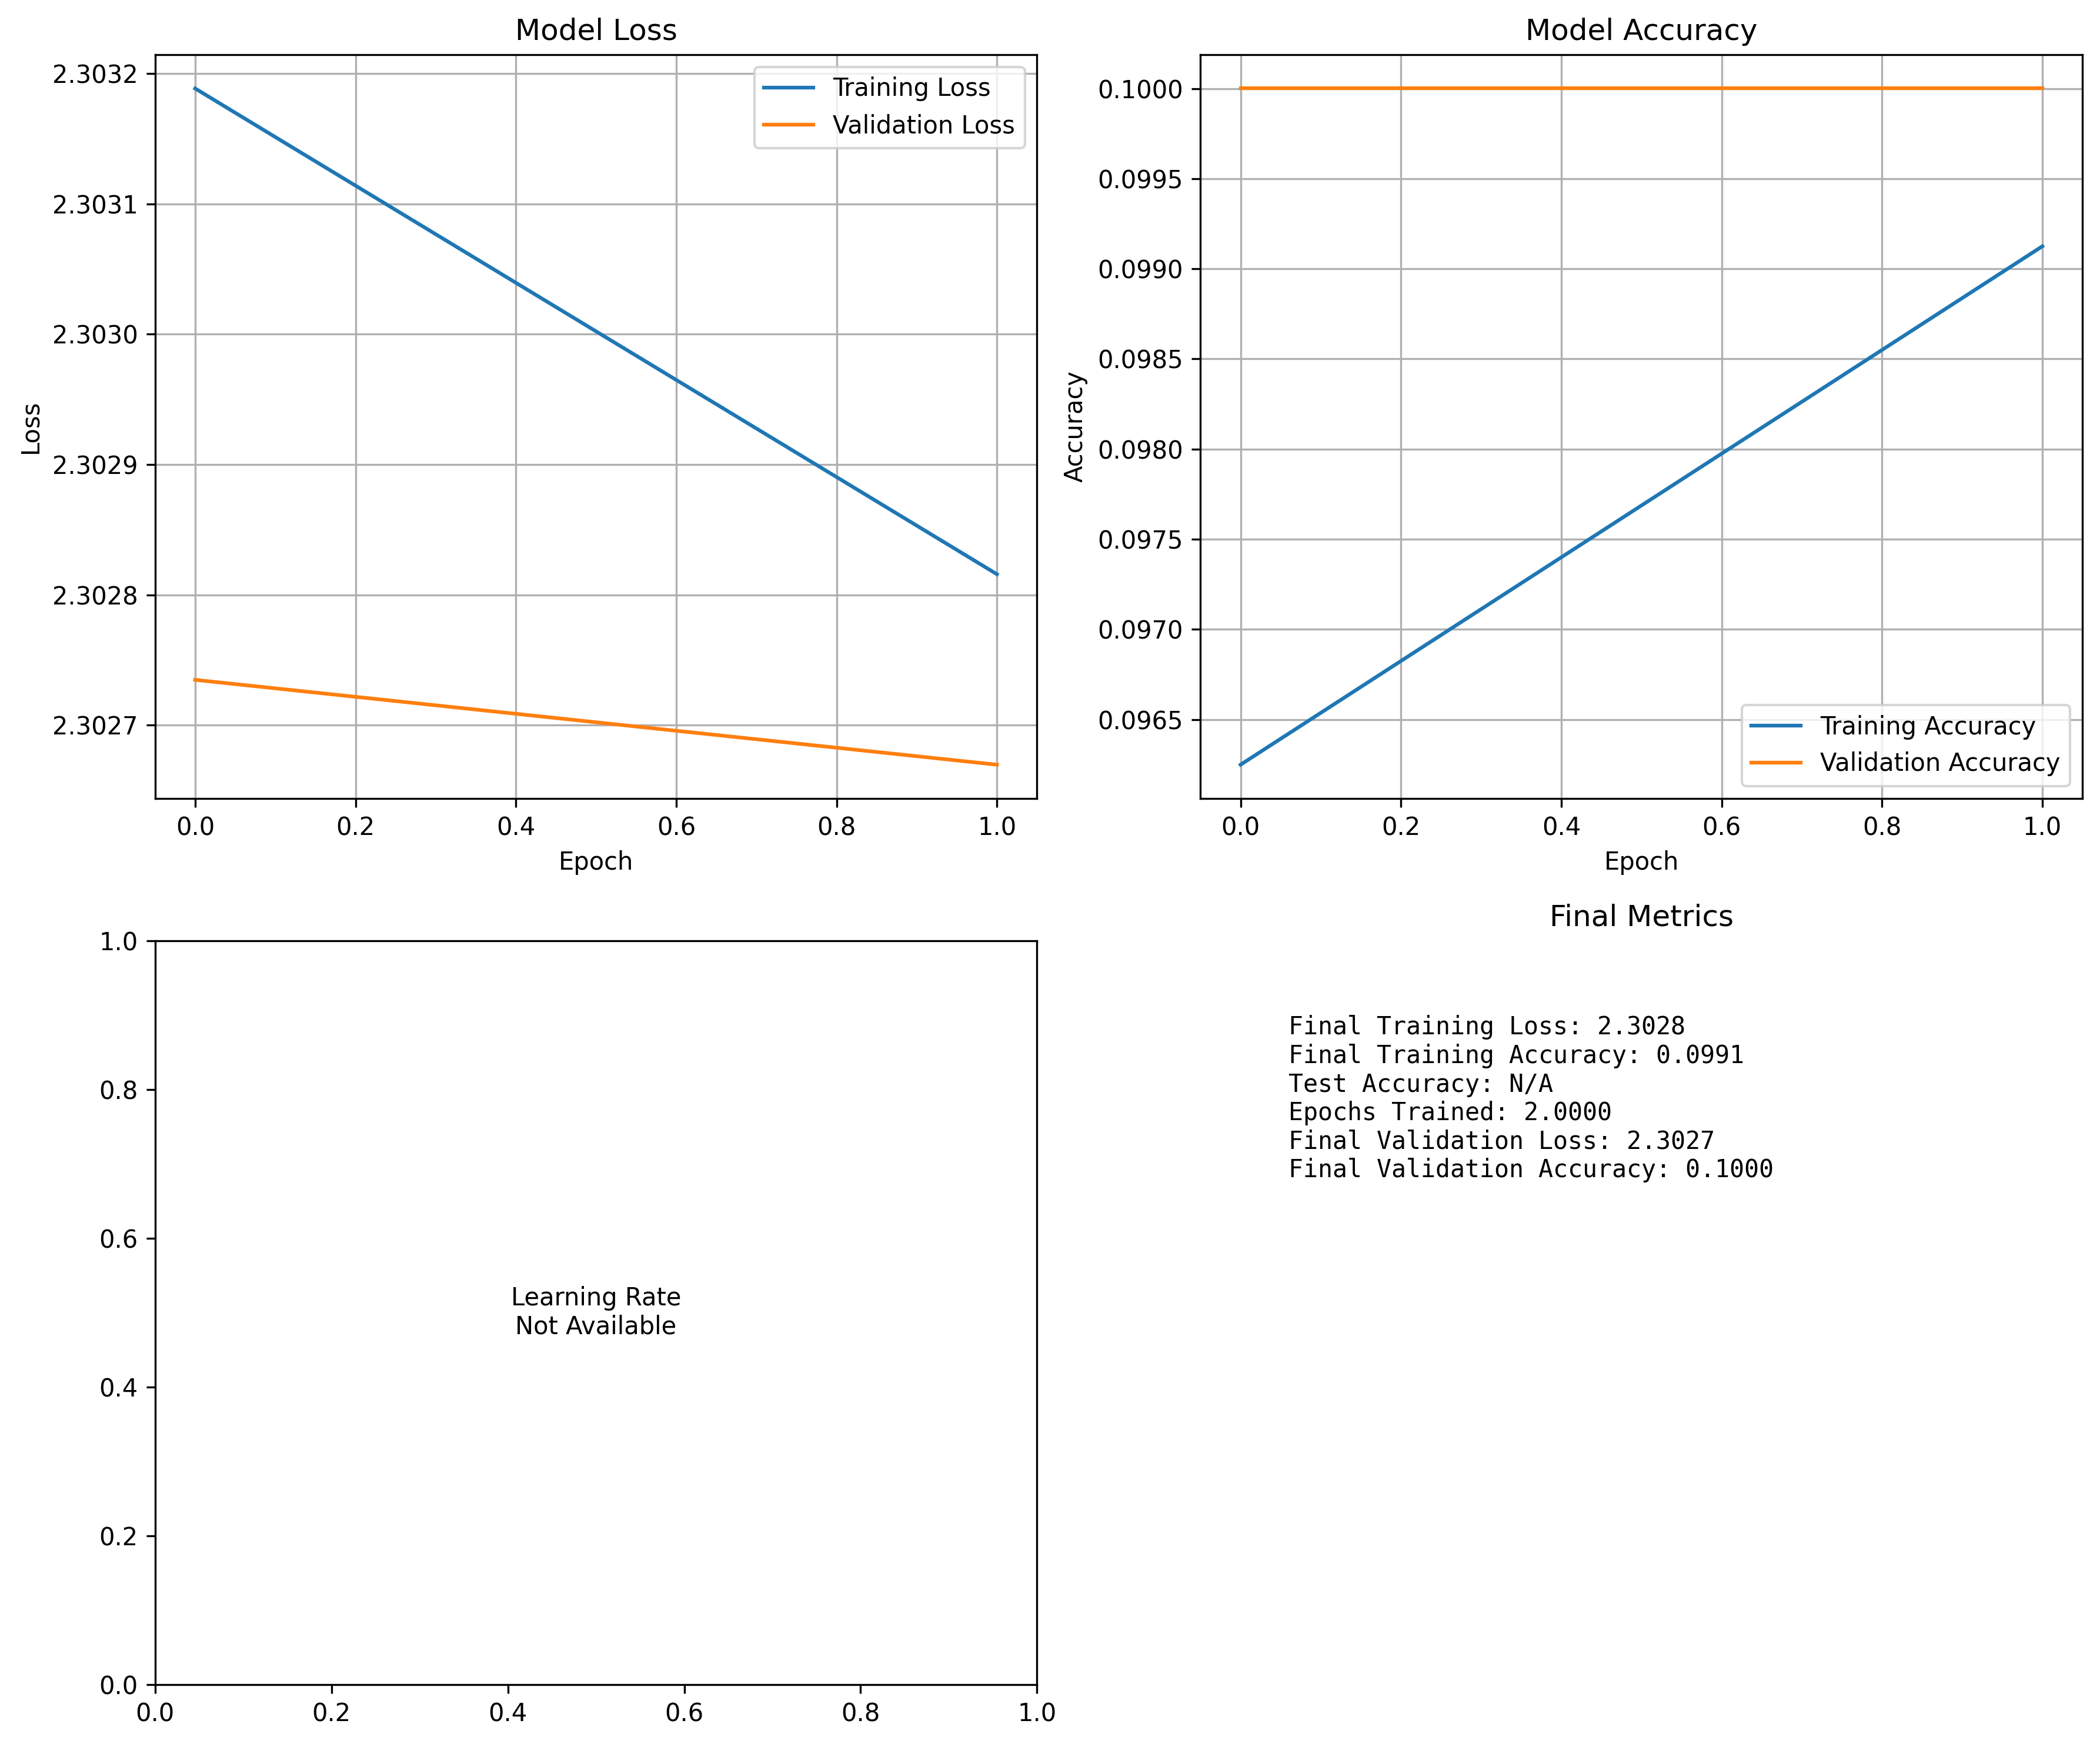 Model Loss
2.3032
2.3031
2.3030
2.3029
2.3028
2.3027
Loss
Training Loss
Validation Loss
0.0 0.2 0.4 0.6 0.8 1.0
Epoch
Model Accuracy
0.1000
0.0995
0.0990
0.0985
0.0980
0.0975
0.0970
0.0965
Accuracy
Training Accuracy
Validation Accuracy
0.0 0.2 0.4 0.6 0.8 1.0
Epoch
1.0
0.8
0.6
0.4
0.2
0.0
Learning Rate
Not Available
0.0 0.2 0.4 0.6 0.8 1.0
Final Metrics
Final Training Loss: 2.3028
Final Training Accuracy: 0.0991
Test Accuracy: N/A
Epochs Trained: 2.0000
Final Validation Loss: 2.3027
Final Validation Accuracy: 0.1000